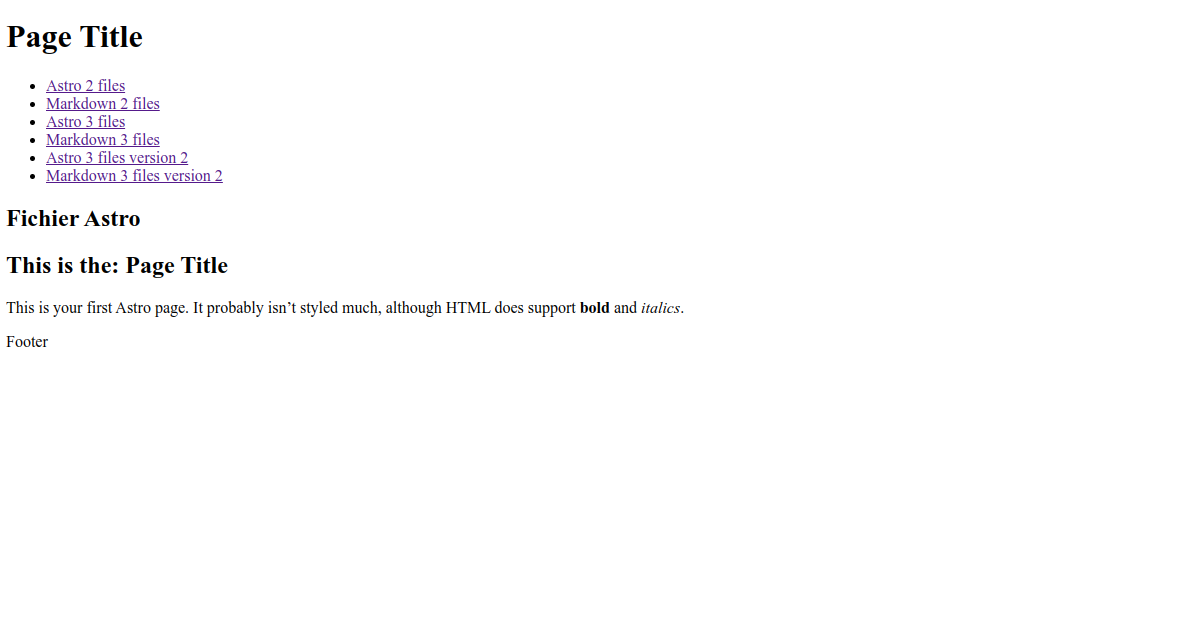 Page Title
Astro 2 files
Markdown 2 files
Astro 3 files
Markdown 3 files
Astro 3 files version 2
Markdown 3 files version 2
Fichier Astro
This is the: Page Title
This is your first Astro page. It probably isn’t styled much, although HTML does support bold and italics.
Footer